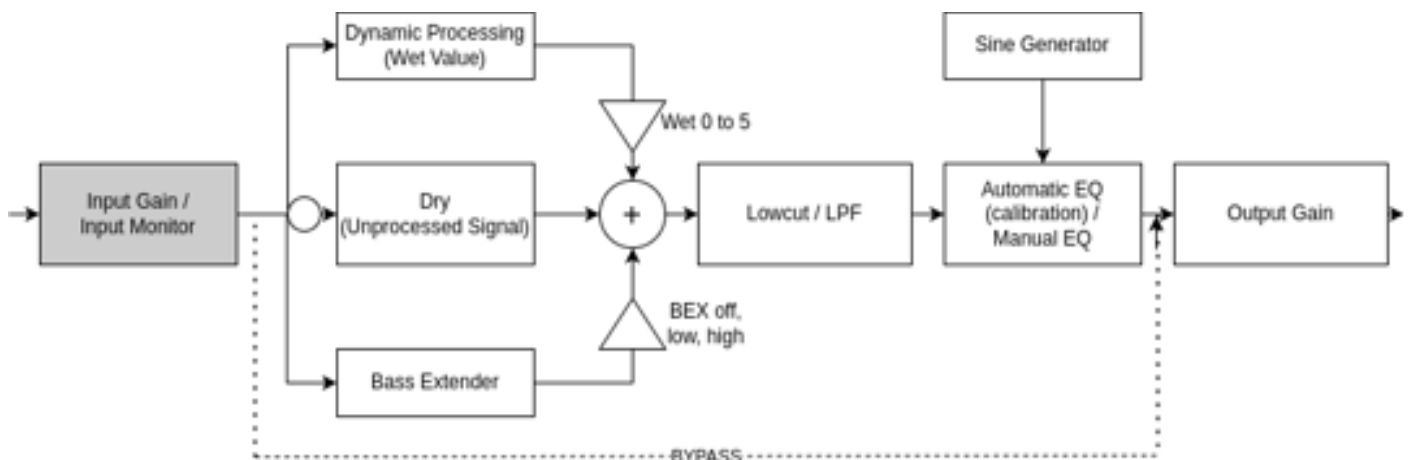 Dynamic Processing
(Wet Value)
Sine Generator
Wet 0 to 5
Input Gain /
Input Monitor
Dry
(Unprocessed Signal)
+
Lowcut / LPF
Automatic EQ
(calibration) /
Manual EQ
Output Gain
BEX off,
low, high
Bass Extender
BYPASS